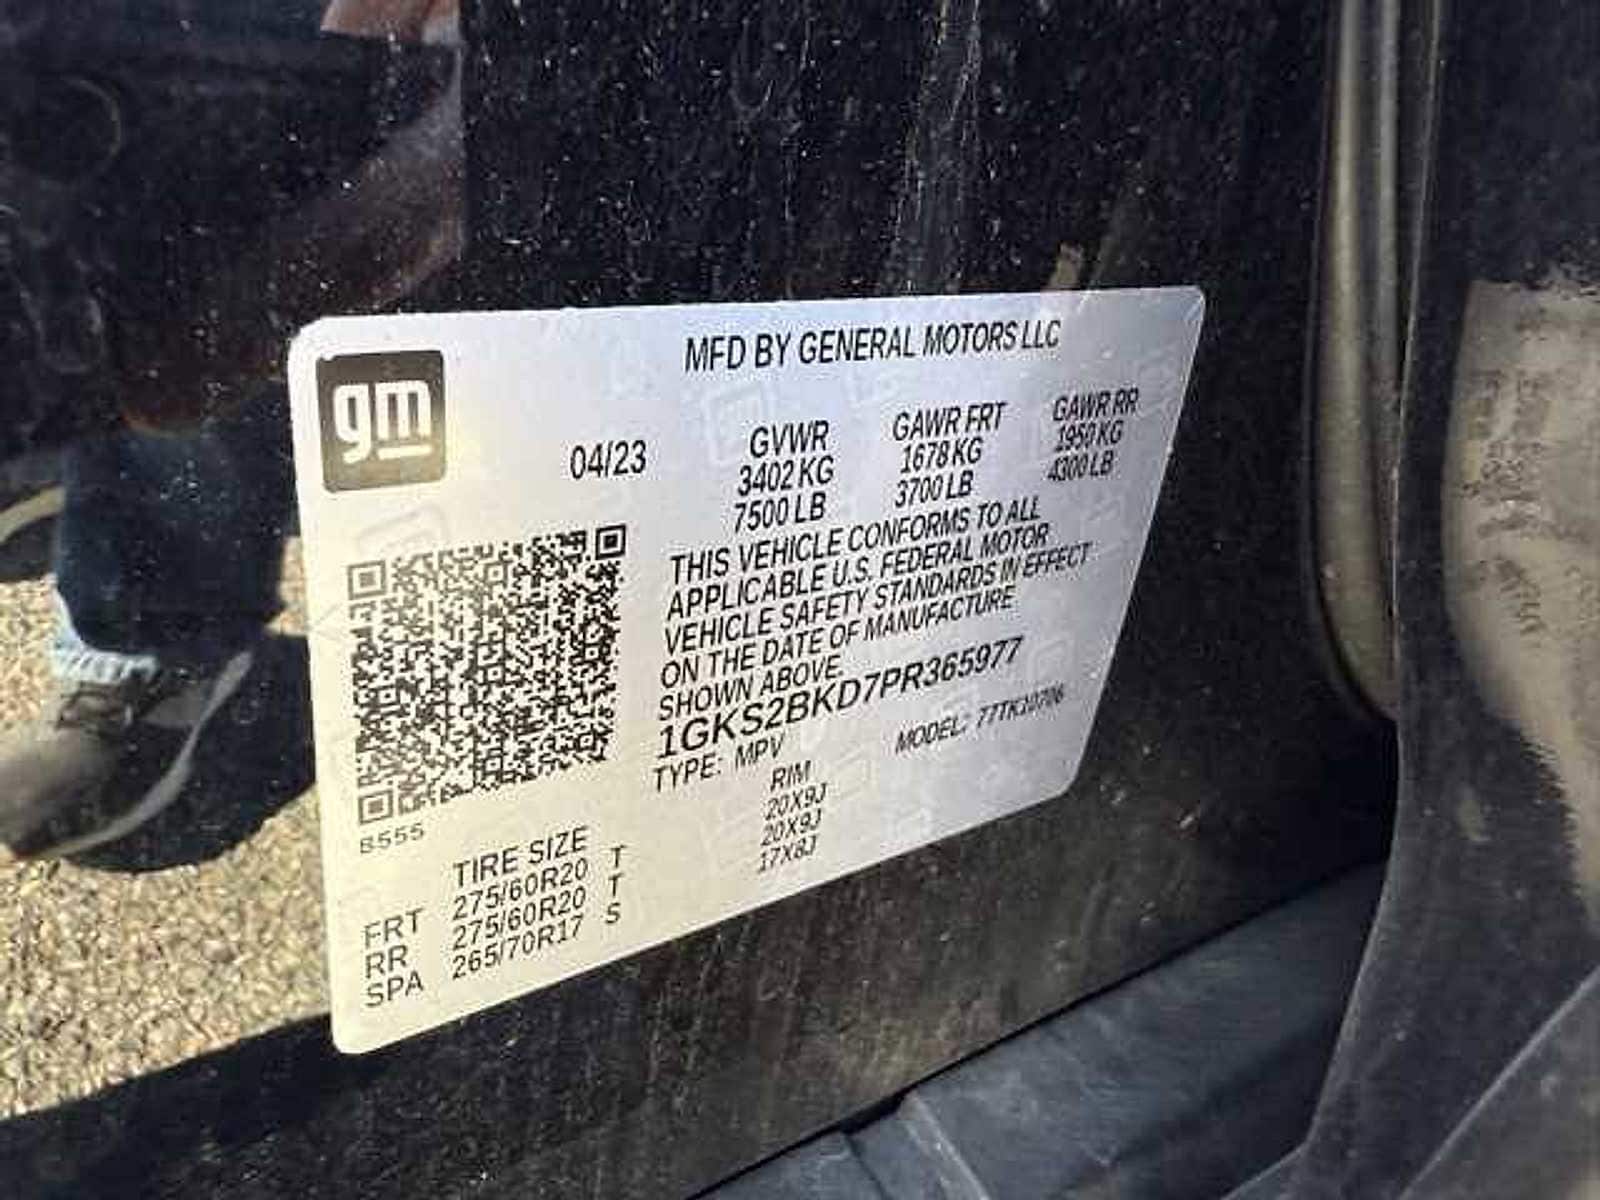 MFD BY GENERAL MOTORS LLC
gm
04/23
GVWR GAWR FRT GAWR RR
3402 KG 1678 KG 1950 KG
7500 LB 3700 LB 4300 LB
THIS VEHICLE CONFORMS TO ALL
APPLICABLE U.S. FEDERAL MOTOR
VEHICLE SAFETY STANDARDS IN EFFECT
ON THE DATE OF MANUFACTURE
SHOWN ABOVE.
1GKS2BKD7PR365977
TYPE: MPV MODEL: 7TTK10706
8555
TIRE SIZE RIM
FRT 275/60R20 T 20X9J
RR 275/60R20 T 20X9J
SPA 265/70R17 S 17X8J